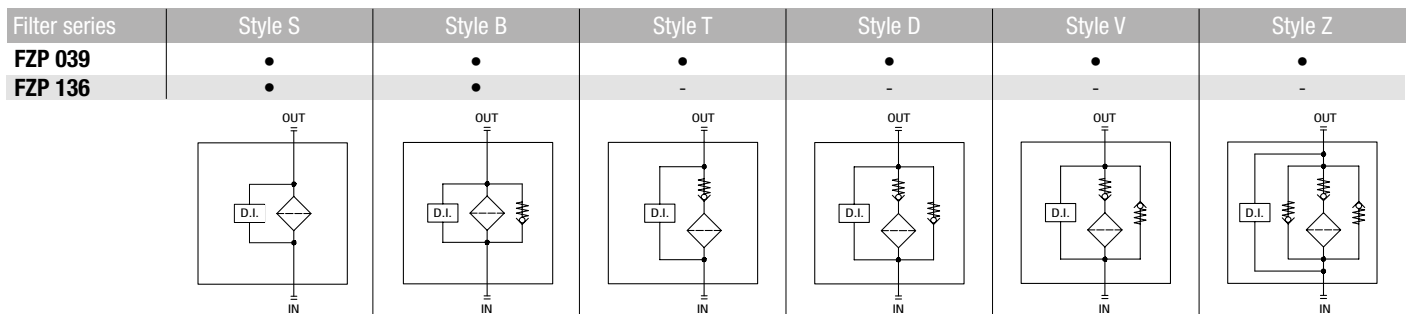 Filter series Style S Style B Style T Style D Style V Style Z
FZP 039 • • • • • •
FZP 136 • • - - - -
OUT OUT OUT OUT OUT OUT
D.I. D.I. D.I. D.I. D.I. D.I.
IN IN IN IN IN IN